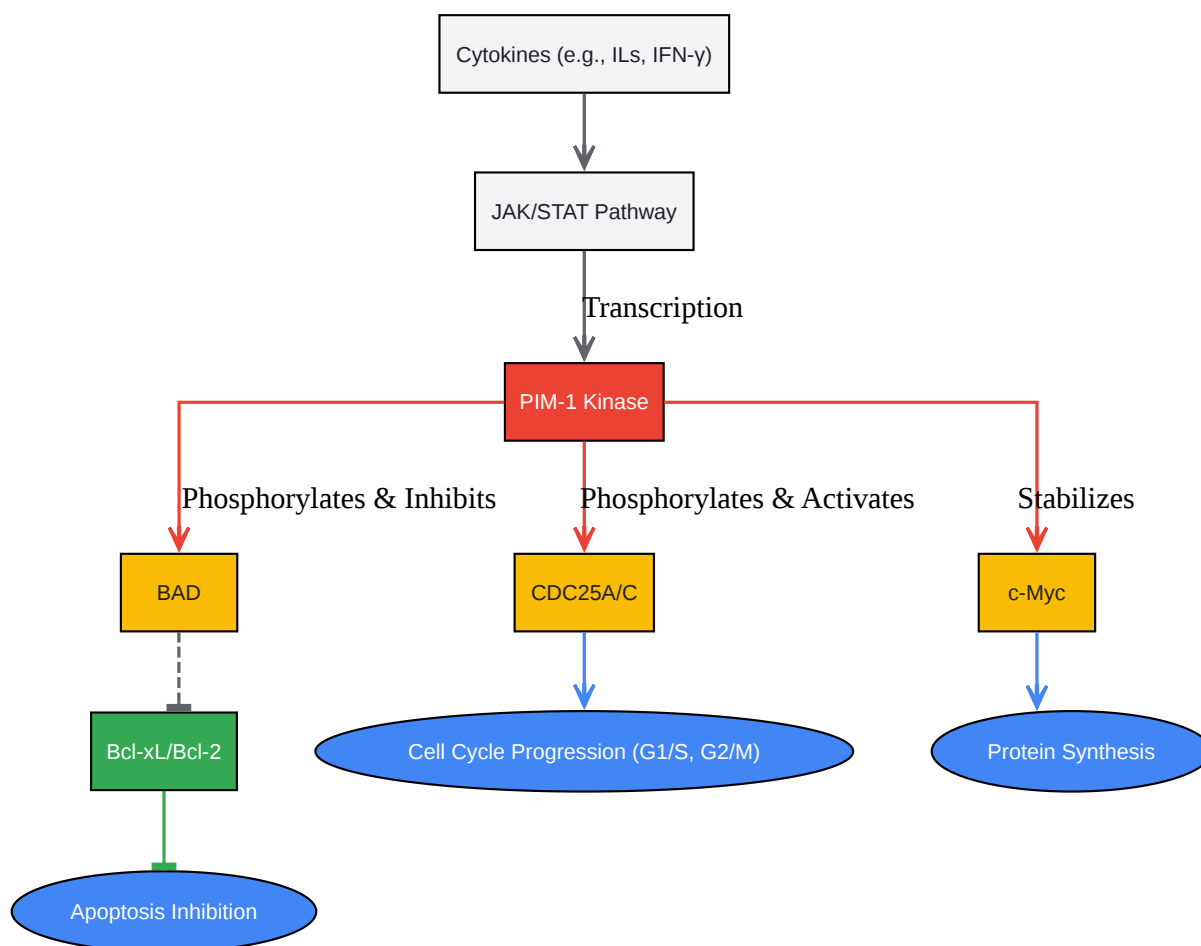 Cytokines (e.g., ILs, IFN-γ)
JAK/STAT Pathway
Transcription
PIM-1 Kinase
Phosphorylates & Inhibits
Phosphorylates & Activates
Stabilizes
BAD
CDC25A/C
c-Myc
Bcl-xL/Bcl-2
Cell Cycle Progression (G1/S, G2/M)
Protein Synthesis
Apoptosis Inhibition